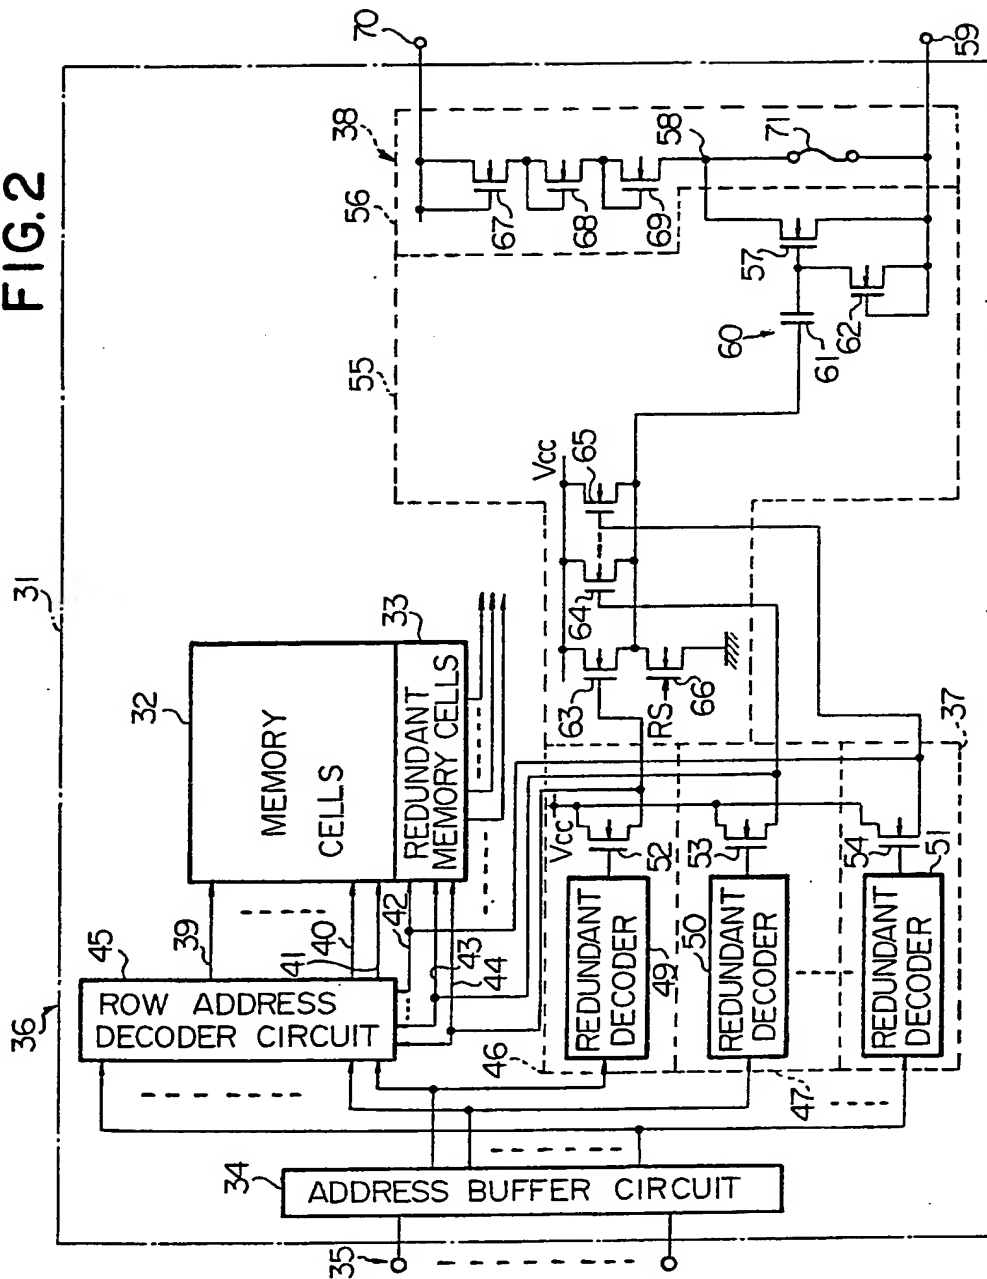 FIG.2
31
36
45
ROW ADDRESS
DECODER CIRCUIT
39
40
41
42
43
44
32
MEMORY
CELLS
33
REDUNDANT
MEMORY CELLS
34
ADDRESS BUFFER CIRCUIT
35
46
47
37
REDUNDANT
DECODER
49
50
REDUNDANT
DECODER
REDUNDANT
DECODER
51
Vcc
52
53
54
Vcc
63
64
65
RS
66
55
56
38
60
61
62
57
58
67
68
69
71
70
59